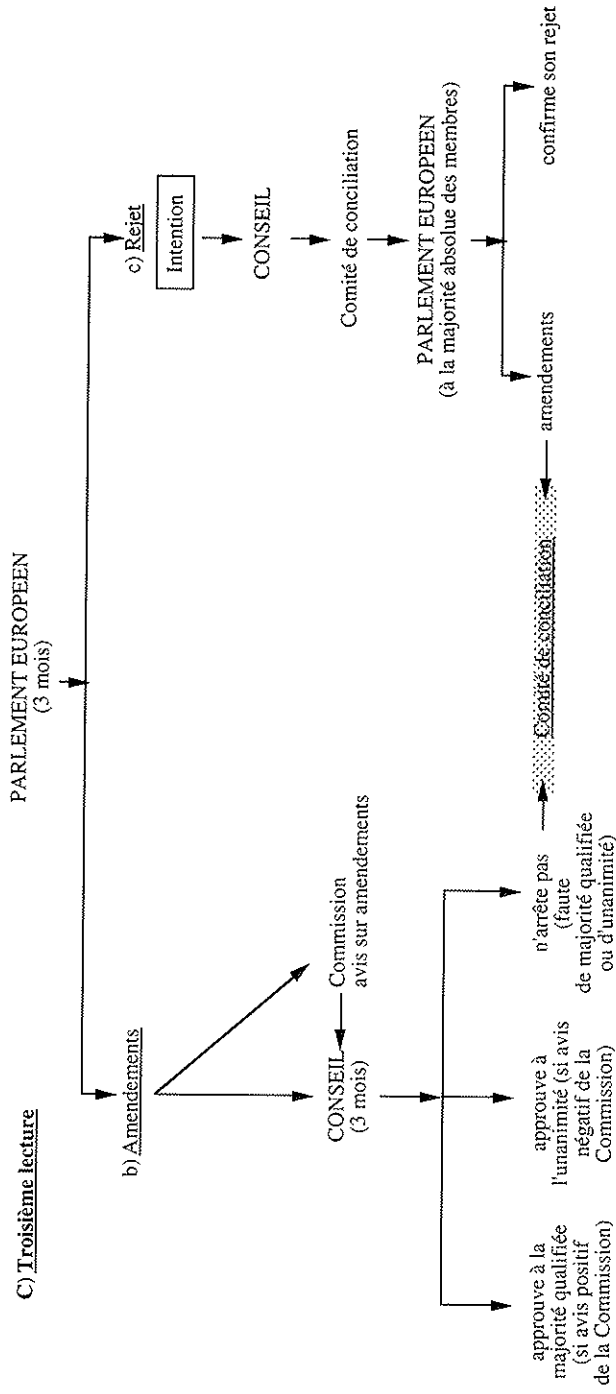 C) Troisième lecture
PARLEMENT EUROPEEN
(3 mois)
b) Amendements
CONSEIL
(3 mois)
Commission
avis sur amendements
approuve à la
majorité qualifiée
(si avis positif
de la Commission)
approuve à
l'unanimité (si avis
négatif de la
Commission)
n'arrête pas
(faute
de majorité qualifiée
ou d'unanimité)
Comité de conciliation
c) Rejet
Intention
CONSEIL
Comité de conciliation
PARLEMENT EUROPEEN
(à la majorité absolue des membres)
amendements
confirme son rejet